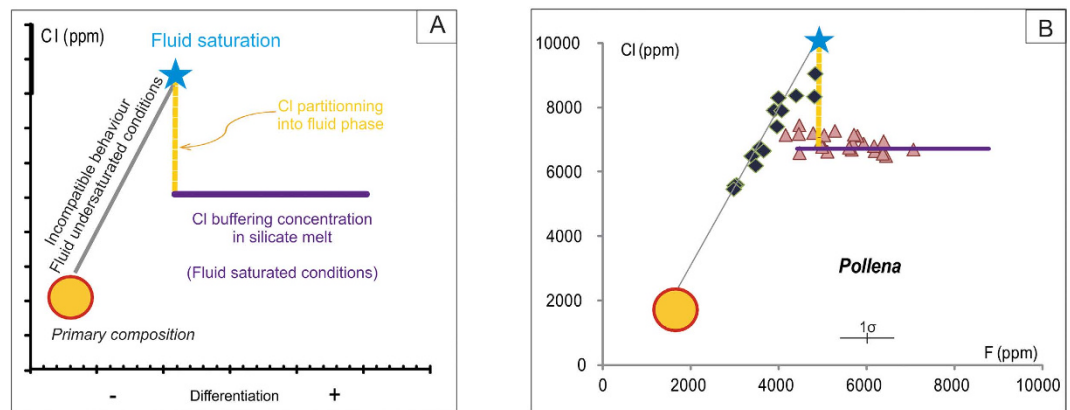 A
Cl (ppm)
Fluid saturation
Incompatible behaviour
Fluid undersaturated conditions
Cl partitionning
into fluid phase
Cl buffering concentration
in silicate melt
(Fluid saturated conditions)
Primary composition
- Differentiation +
B
Cl (ppm)
10000
8000
6000
4000
2000
0
Pollena
1σ
F (ppm)
0 2000 4000 6000 8000 10000